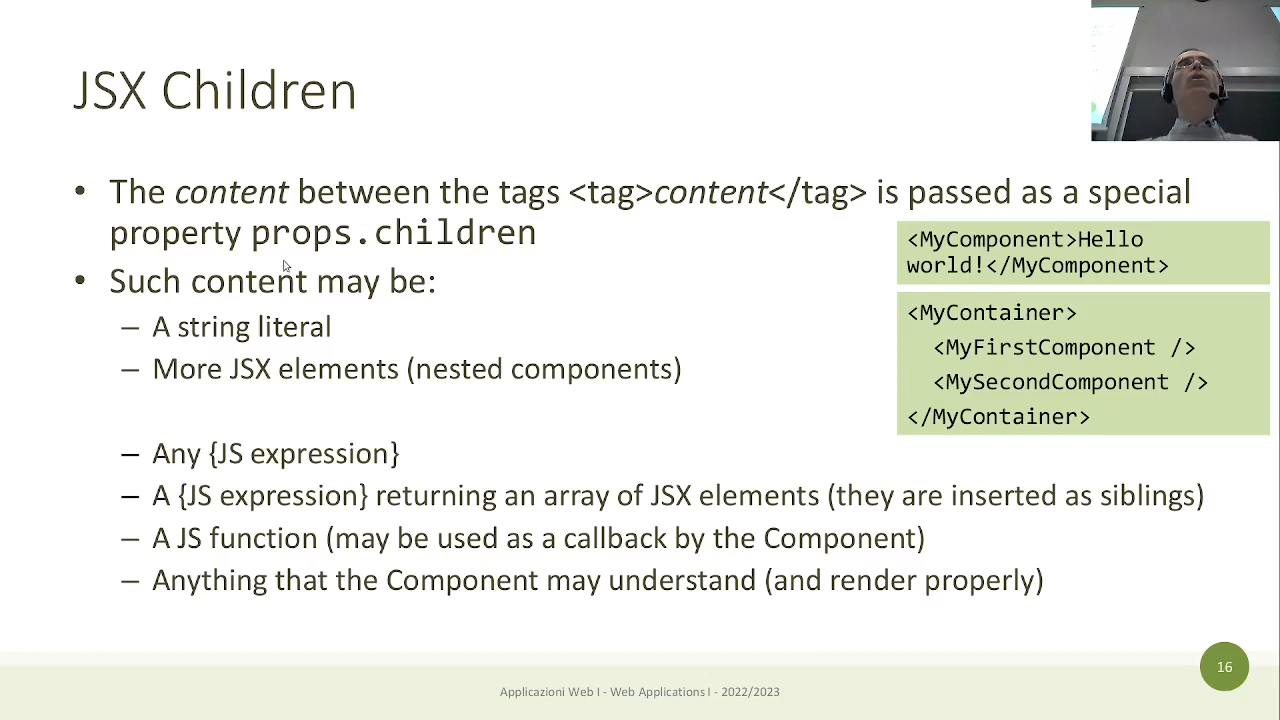 JSX Children
• The content between the tags <tag>content</tag> is passed as a special
property props.children
<MyComponent>Hello
world!</MyComponent>
• Such content may be:
– A string literal
– More JSX elements (nested components)
<MyContainer>
<MyFirstComponent />
<MySecondComponent />
</MyContainer>
– Any {JS expression}
– A {JS expression} returning an array of JSX elements (they are inserted as siblings)
– A JS function (may be used as a callback by the Component)
– Anything that the Component may understand (and render properly)
Applicazioni Web I - Web Applications I - 2022/2023
16